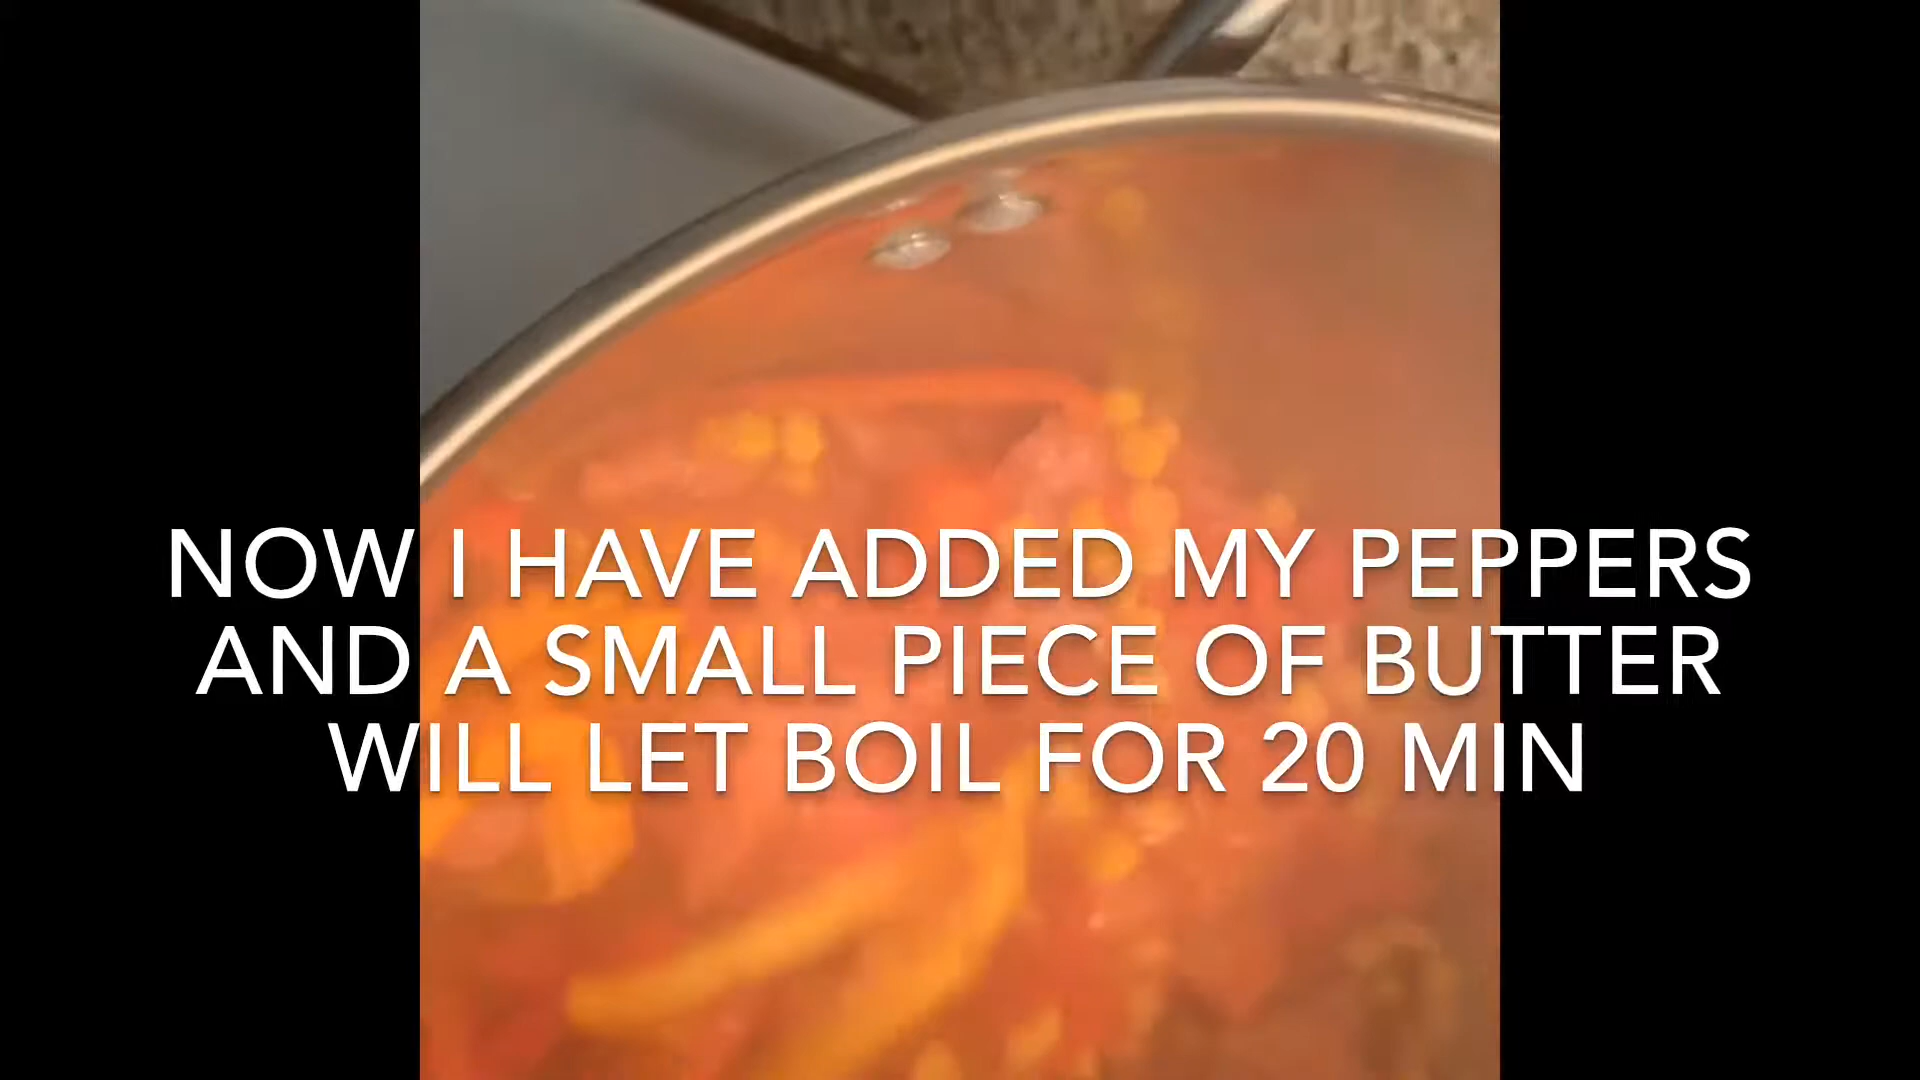 NOW I HAVE ADDED MY PEPPERS
AND A SMALL PIECE OF BUTTER
WILL LET BOIL FOR 20 MIN